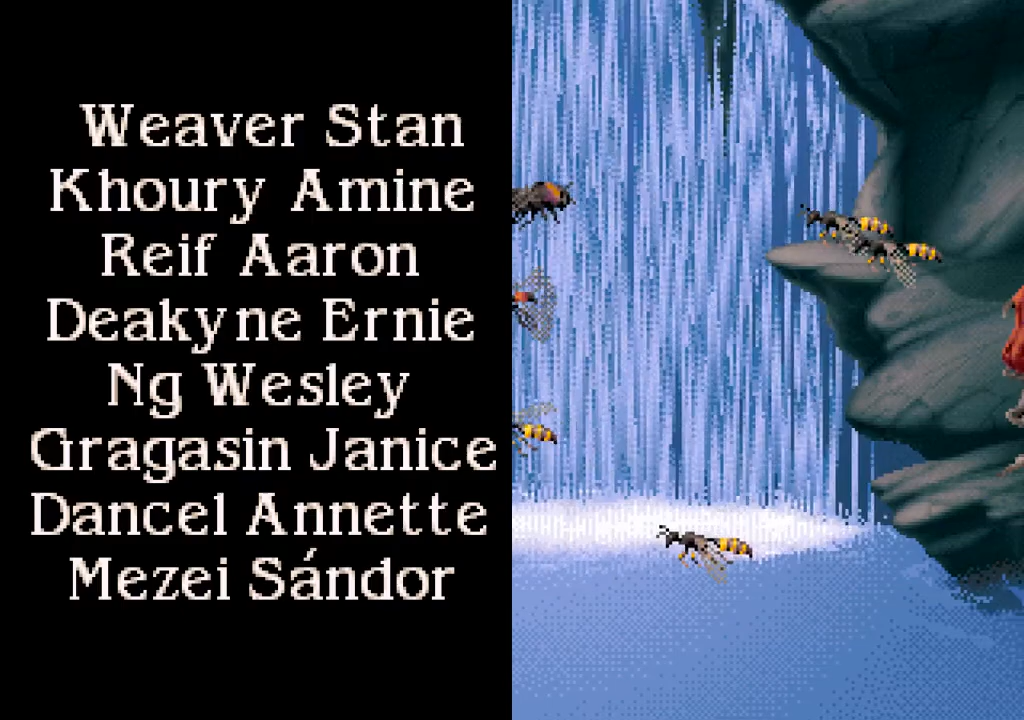 Weaver Stan
Khoury Amine
Reif Aaron
Deakyne Ernie
Ng Wesley
Gragasin Janice
Dancel Annette
Mezei Sándor